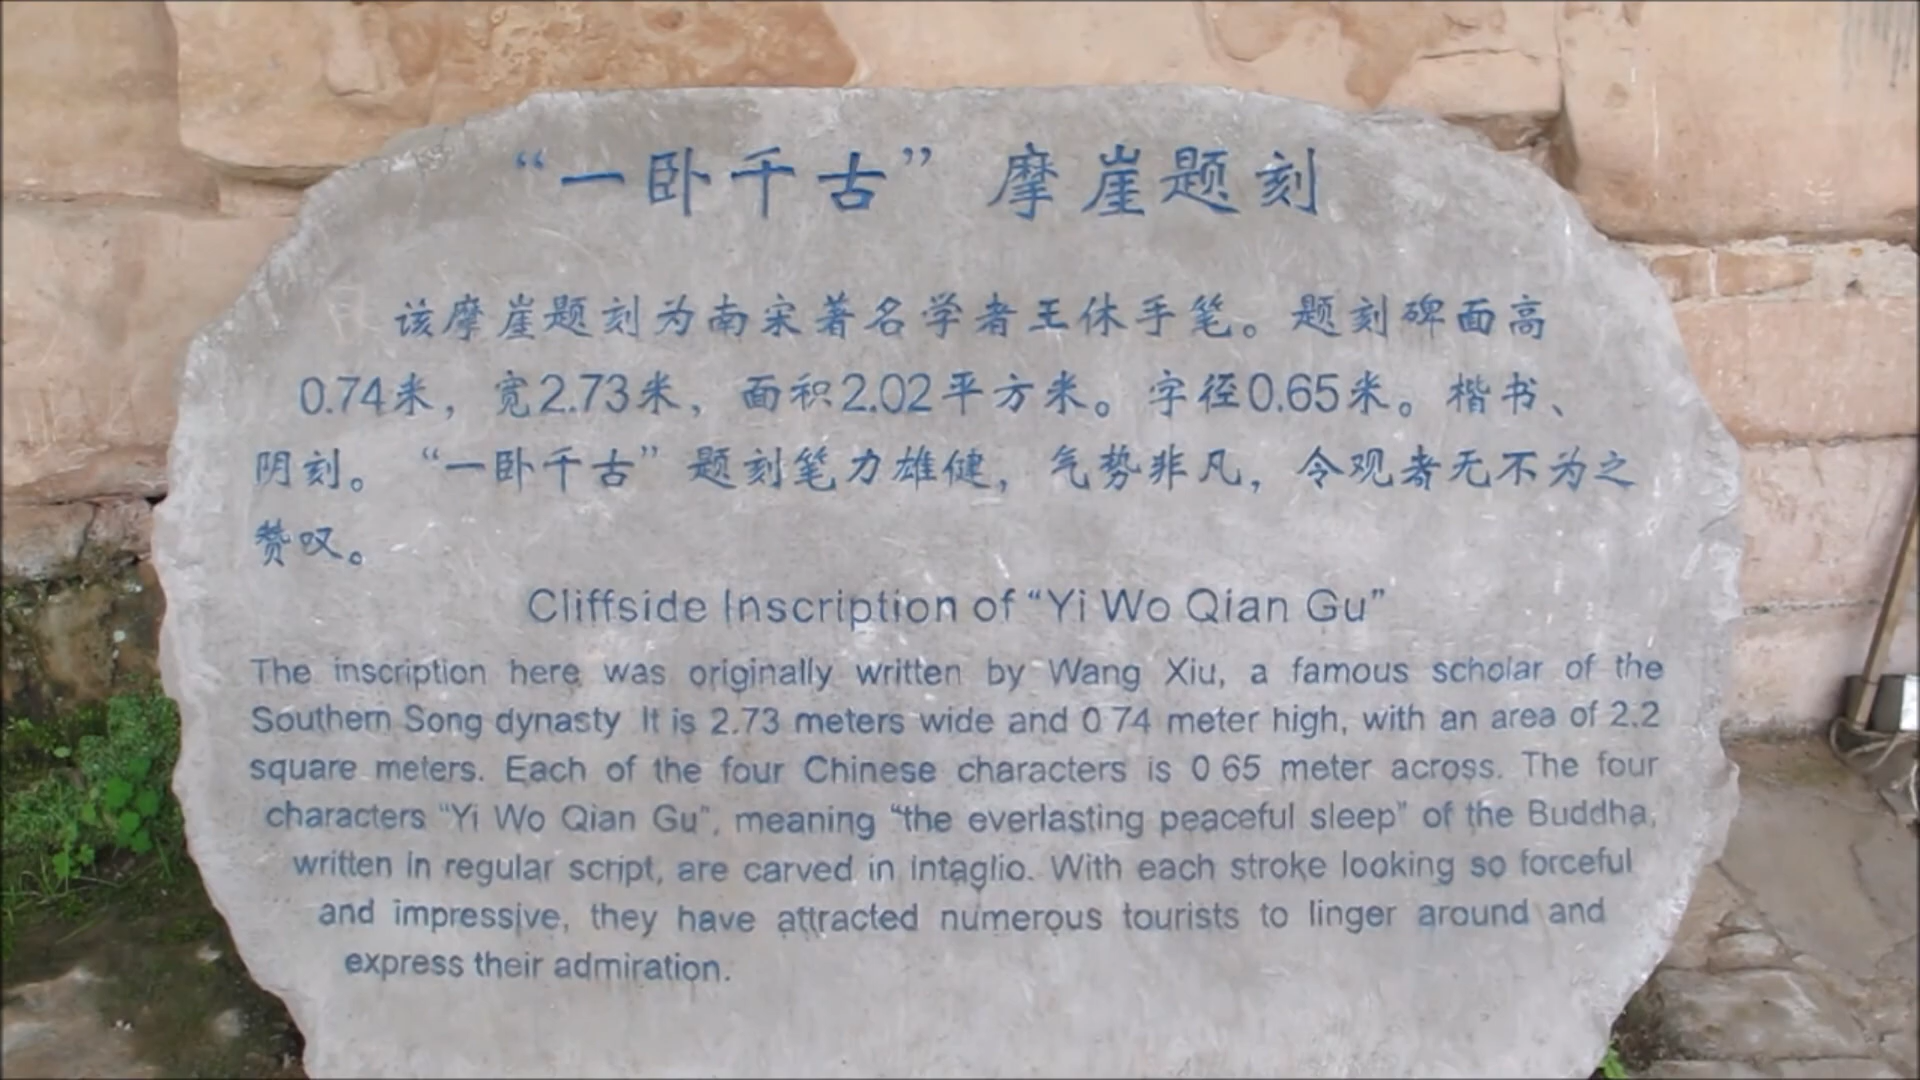 “一卧千古”摩崖题刻
该摩崖题刻为南宋著名学者王休手笔。题刻碑面高
0.74米，宽2.73米，面积2.02平方米。字径0.65米。楷书、
阴刻。“一卧千古”题刻笔力雄健，气势非凡，令观者无不为之
赞叹。
Cliffside Inscription of “Yi Wo Qian Gu”
The inscription here was originally written by Wang Xiu, a famous scholar of the
Southern Song dynasty It is 2.73 meters wide and 0 74 meter high, with an area of 2.2
square meters. Each of the four Chinese characters is 0 65 meter across. The four
characters “Yi Wo Qian Gu”, meaning “the everlasting peaceful sleep” of the Buddha,
written in regular script, are carved in intaglio. With each stroke looking so forceful
and impressive, they have attracted numerous tourists to linger around and
express their admiration.